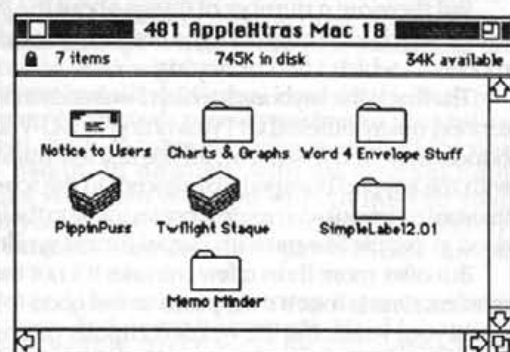 481 AppleXtras Mac 18
7 items 745K in disk 34K available
Notice to Users Charts & Graphs Word 4 Envelope Stuff
PippinPuss Twilight Staque SimpleLabel2.01
Memo Minder